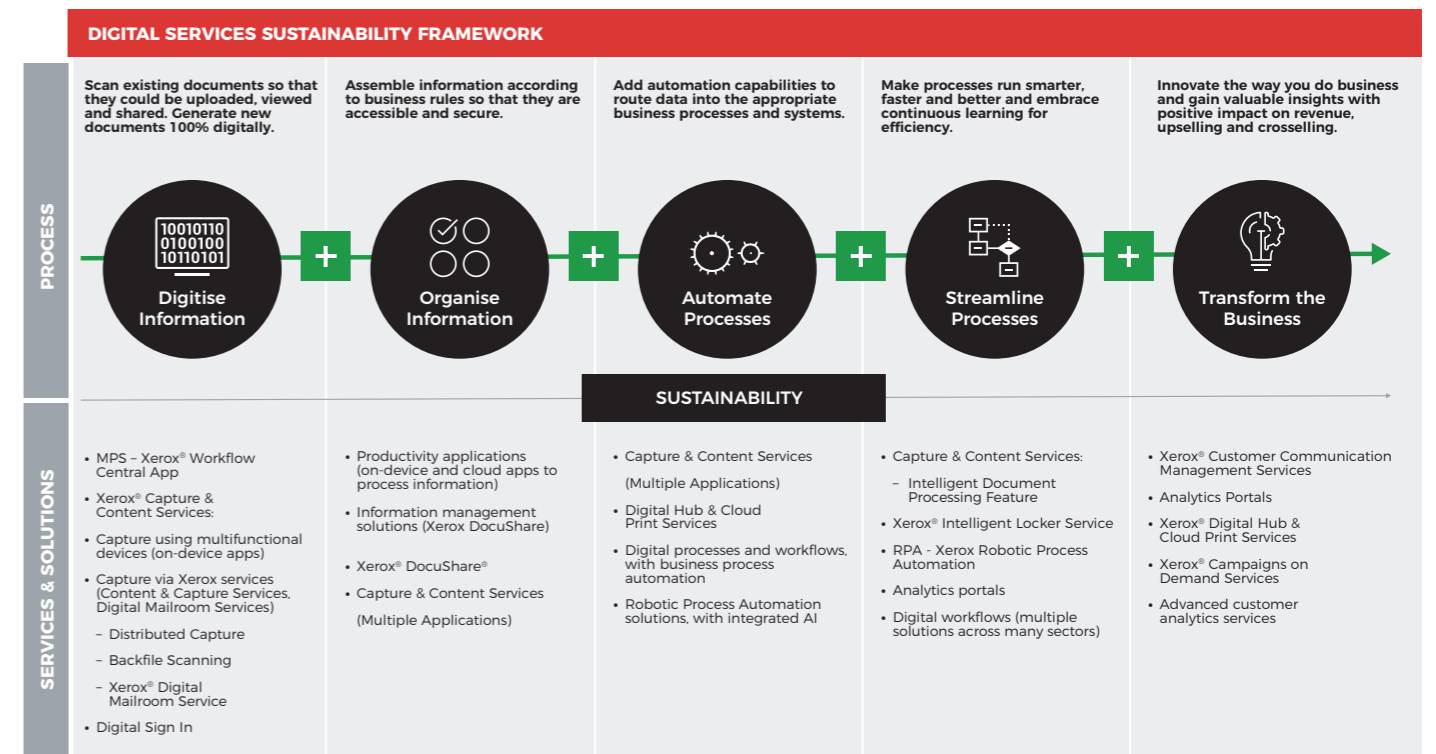 DIGITAL SERVICES SUSTAINABILITY FRAMEWORK
PROCESS
Scan existing documents so that
they could be uploaded, viewed
and shared. Generate new
documents 100% digitally.
Assemble information according
to business rules so that they are
accessible and secure.
Add automation capabilities to
route data into the appropriate
business processes and systems.
Make processes run smarter,
faster and better and embrace
continuous learning for
efficiency.
Innovate the way you do business
and gain valuable insights with
positive impact on revenue,
upselling and crosselling.
10010110
0100100
10110101
Digitise
Information
+
Organise
Information
+
Automate
Processes
+
Streamline
Processes
+
Transform the
Business
SUSTAINABILITY
SERVICES & SOLUTIONS
• MPS – Xerox® Workflow
Central App
• Xerox® Capture &
Content Services:
• Capture using multifunctional
devices (on-device apps)
• Capture via Xerox services
(Content & Capture Services,
Digital Mailroom Services)
– Distributed Capture
– Backfile Scanning
– Xerox® Digital
Mailroom Service
• Digital Sign In
• Productivity applications
(on-device and cloud apps to
process information)
• Information management
solutions (Xerox DocuShare)
• Xerox® DocuShare®
• Capture & Content Services
(Multiple Applications)
• Capture & Content Services
(Multiple Applications)
• Digital Hub & Cloud
Print Services
• Digital processes and workflows,
with business process
automation
• Robotic Process Automation
solutions, with integrated AI
• Capture & Content Services:
– Intelligent Document
Processing Feature
• Xerox® Intelligent Locker Service
• RPA - Xerox Robotic Process
Automation
• Analytics portals
• Digital workflows (multiple
solutions across many sectors)
• Xerox® Customer Communication
Management Services
• Analytics Portals
• Xerox® Digital Hub &
Cloud Print Services
• Xerox® Campaigns on
Demand Services
• Advanced customer
analytics services